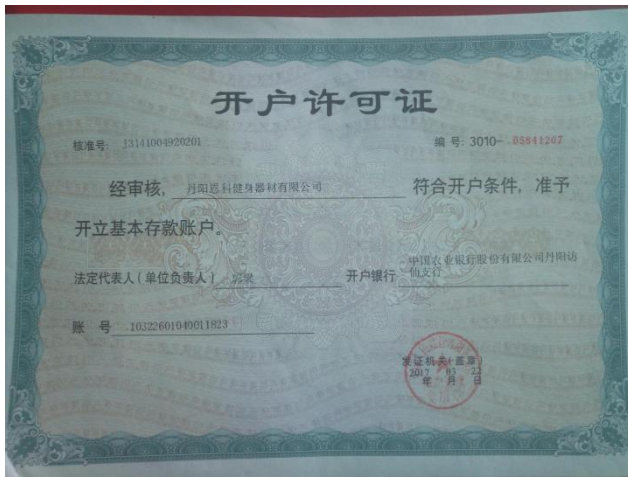 开户许可证
核准号: J3141004920201 编号: 3010- 05841207
经审核, 丹阳思科健身器材有限公司 符合开户条件, 准予
开立基本存款账户。
法定代表人(单位负责人) 开户银行 中国农业银行股份有限公司丹阳访
仙支行
账 号 10322601040011823
发证机关(盖章)
2017 03 22
年 月 日